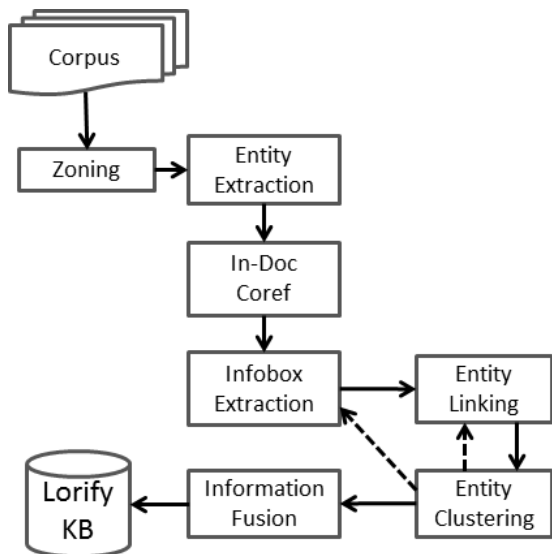 Corpus
Zoning
Entity
Extraction
In-Doc
Coref
Infobox
Extraction
Entity
Linking
Lorify
KB
Information
Fusion
Entity
Clustering